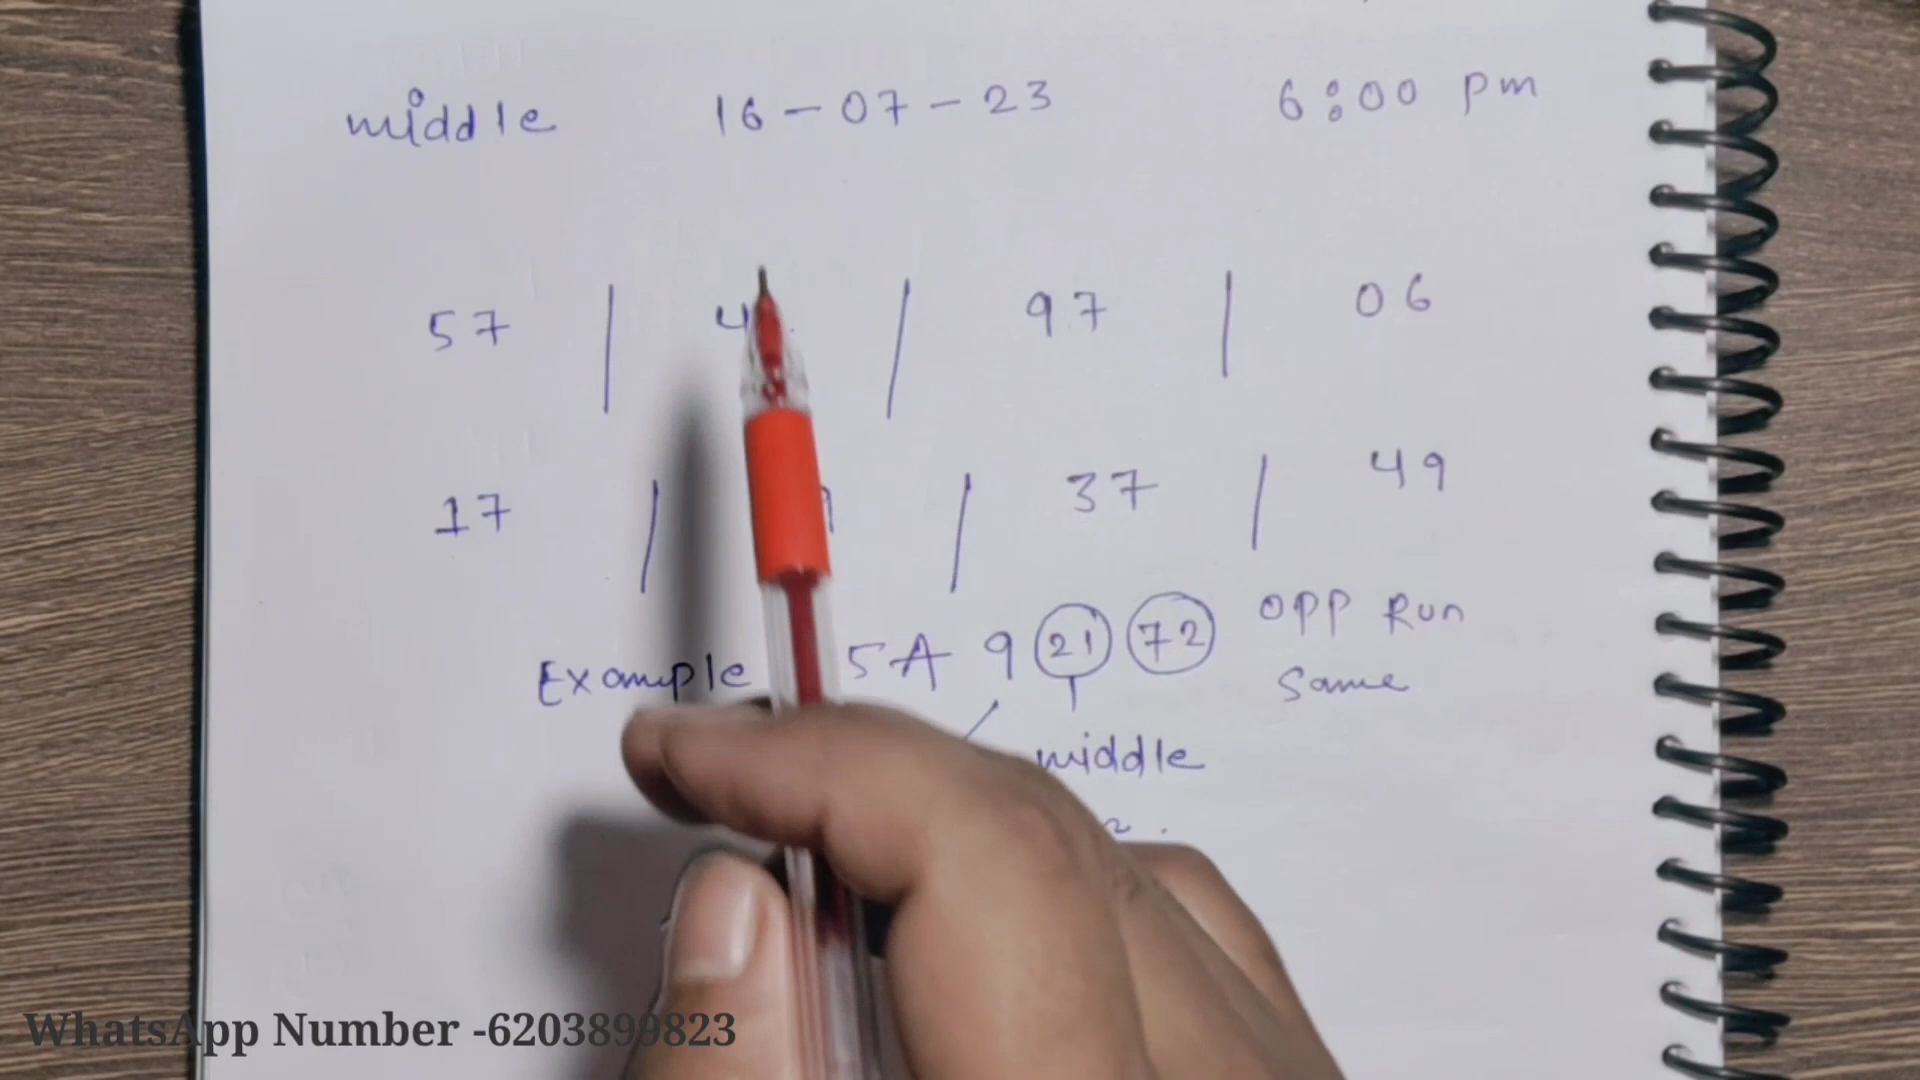 middle 16-07-23 6:00 pm
57 | 4 | 97 | 06
17 | | 37 | 49
Example 5A 9 21 72 OPP Run
Same
middle
WhatsApp Number -6203899823